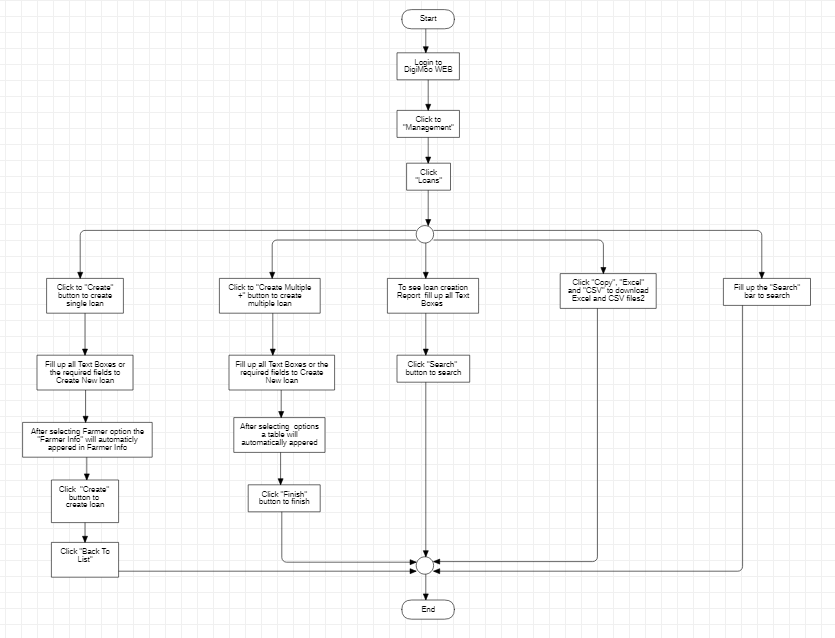 Start
Login to
DigiMoo WEB
Click to
"Management"
Click
"Loans"
Click to "Create"
button to create
single loan
Click to "Create Multiple
+" button to create
multiple loan
To see loan creation
Report  fill up all Text
Boxes
Click "Copy", "Excel"
and "CSV" to download
Excel and CSV files2
Fill up the "Search"
bar to search
Fill up all Text Boxes or
the required fields to
Create New loan
Fill up all Text Boxes or the
required fields to Create
New loan
Click "Search"
button to search
After selecting Farmer option the
"Farmer Info" will automaticly
appered in Farmer Info
After selecting  options
a table will
automatically appered
Click  "Create"
button to
create loan
Click "Finish"
button to finish
Click "Back To
List"
End